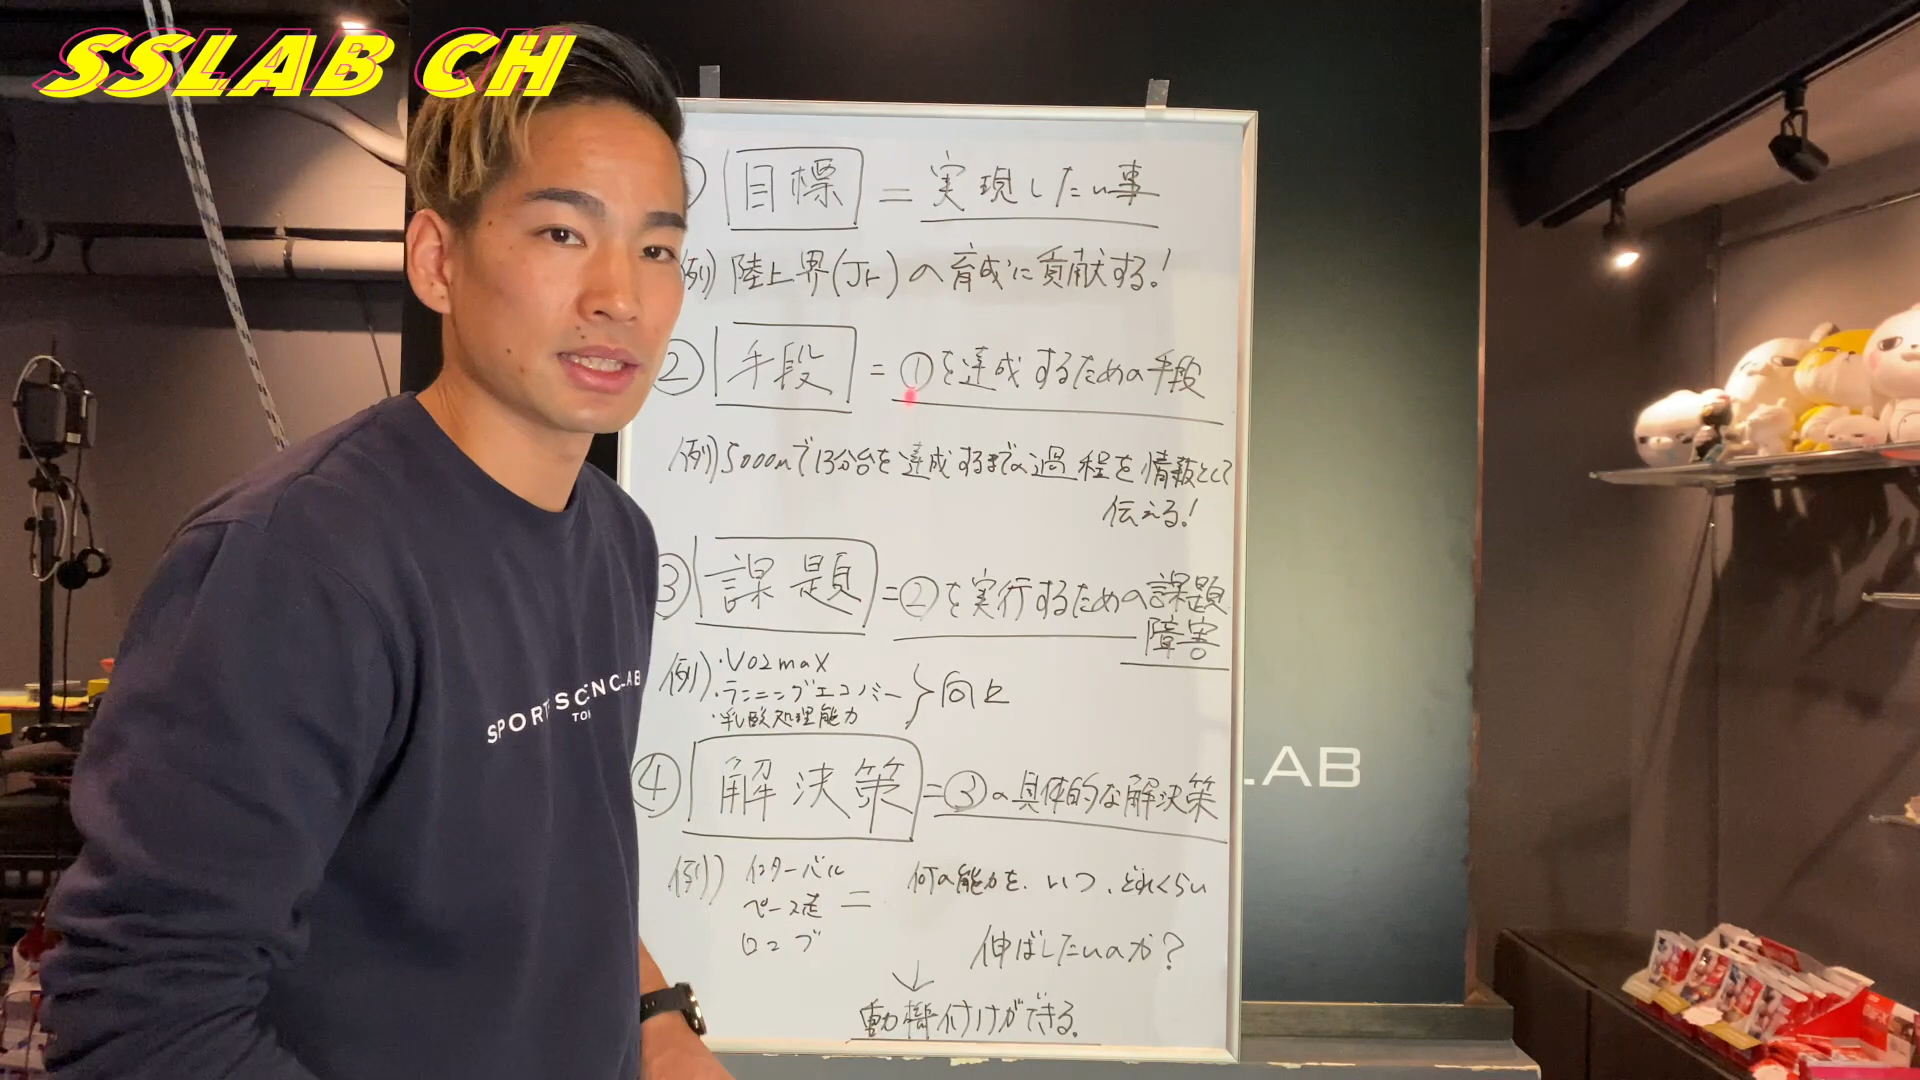 SSLAB CH
目標 = 実現したい事
例) 陸上界(Jr)の育成に貢献する!
② 手段 = ①を達成するための手段
例) 5000mで13分台を達成するまでの過程を情報として
伝える!
③ 課題 = ②を実行するための課題
障害
例) ・VO2max
・ランニングエコノミー
・乳酸処理能力
向上
④ 解決策 = ③の具体的な解決策
例) インターバル
ペース走
ロング
= 何の能力を、いつ、どれくらい
伸ばしたいのか?
↓
動機付けができる。
SPORT SC NC LAB
TO
LAB